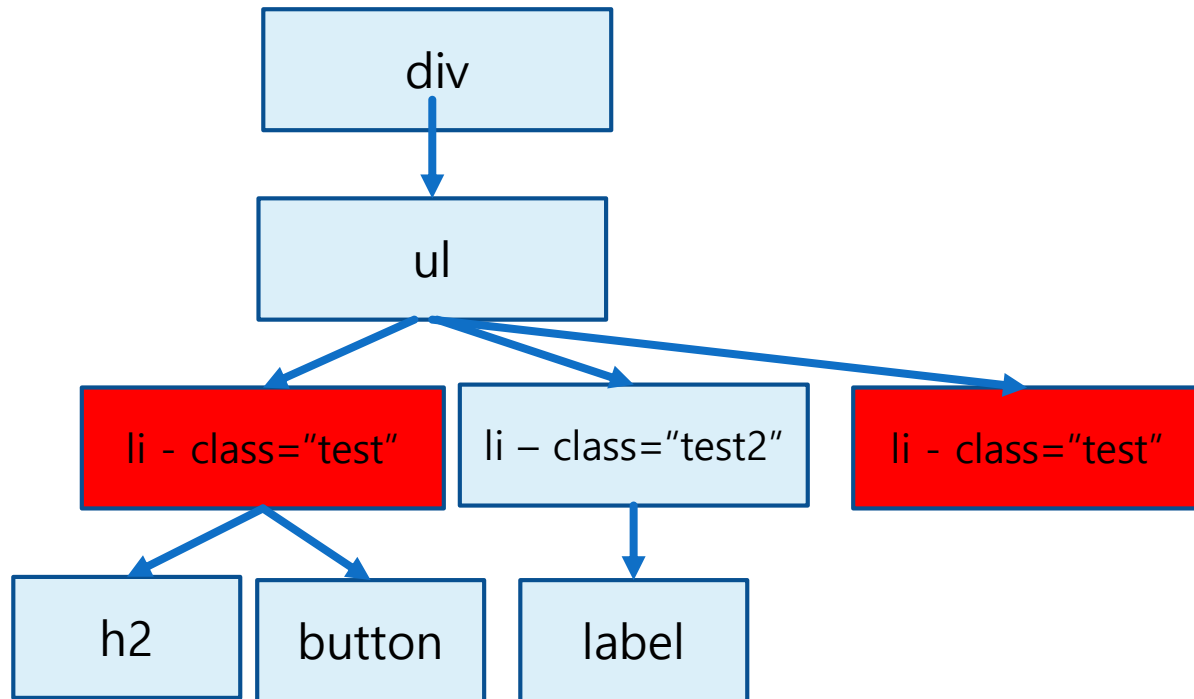 div
ul
li - class=“test”
li – class=“test2”
li - class=“test”
h2
button
label